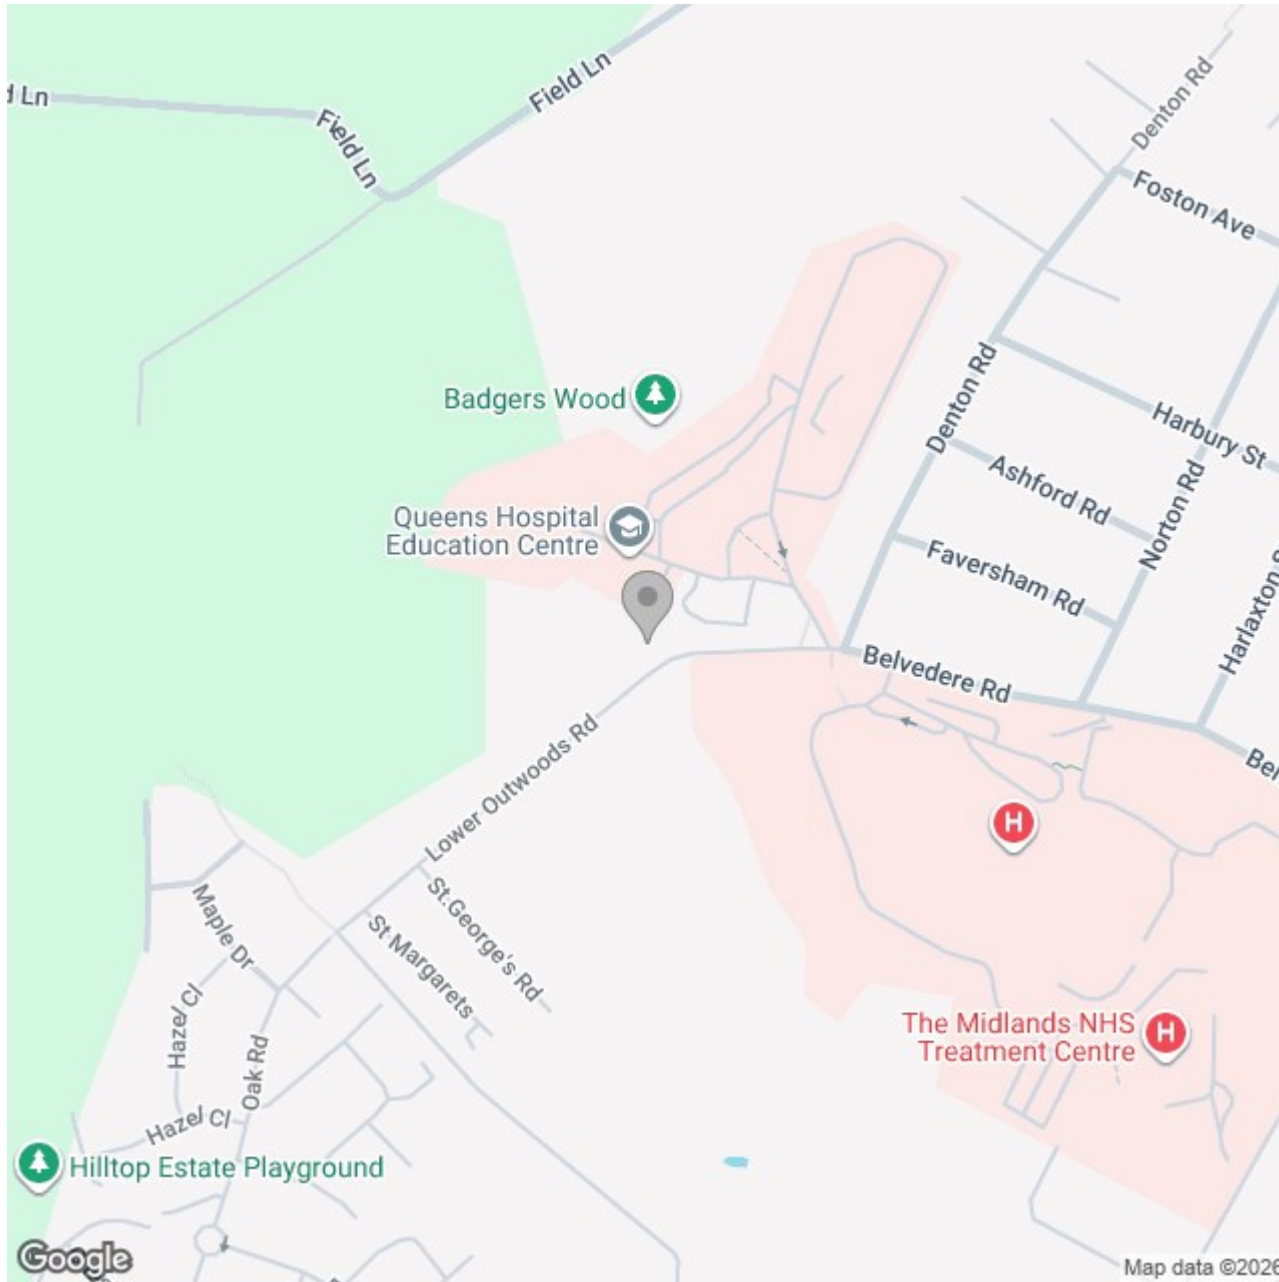 d Ln
Field Ln
Field Ln
Denton Rd
Foston Ave
Badgers Wood
Denton Rd
Harbury St
Ashford Rd
Norton Rd
Queens Hospital
Education Centre
Faversham Rd
Harlaxton S
Belvedere Rd
Bel
Lower Outwoods Rd
H
Maple Dr
St George's Rd
St Margarets
Hazel Cl
Oak Rd
The Midlands NHS
Treatment Centre
H
Hazel Cl
Hilltop Estate Playground
Google
Map data ©2026